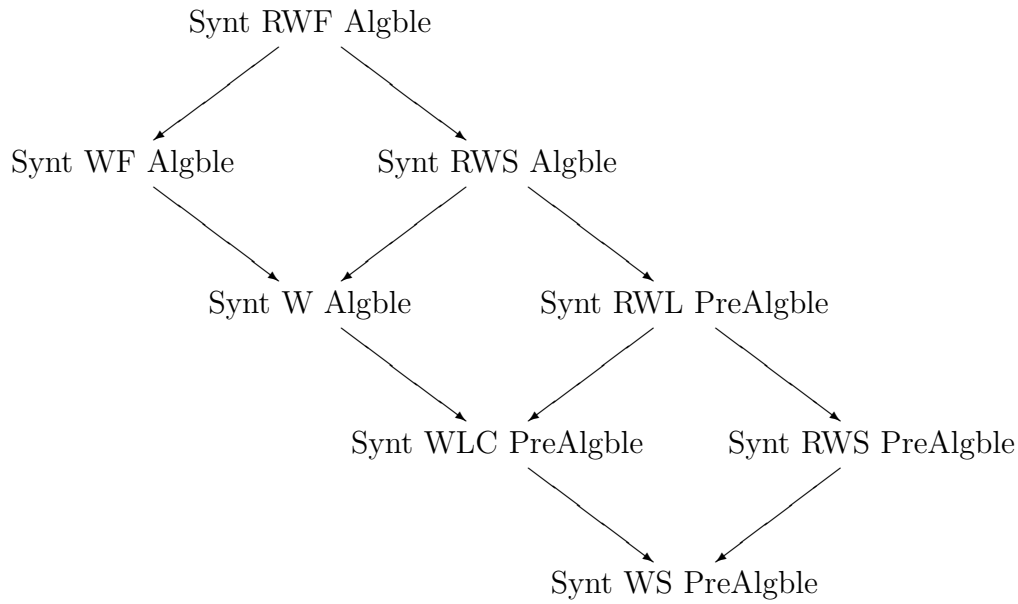 Synt RWF Algble
Synt WF Algble
Synt RWS Algble
Synt W Algble
Synt RWL PreAlgble
Synt WLC PreAlgble
Synt RWS PreAlgble
Synt WS PreAlgble